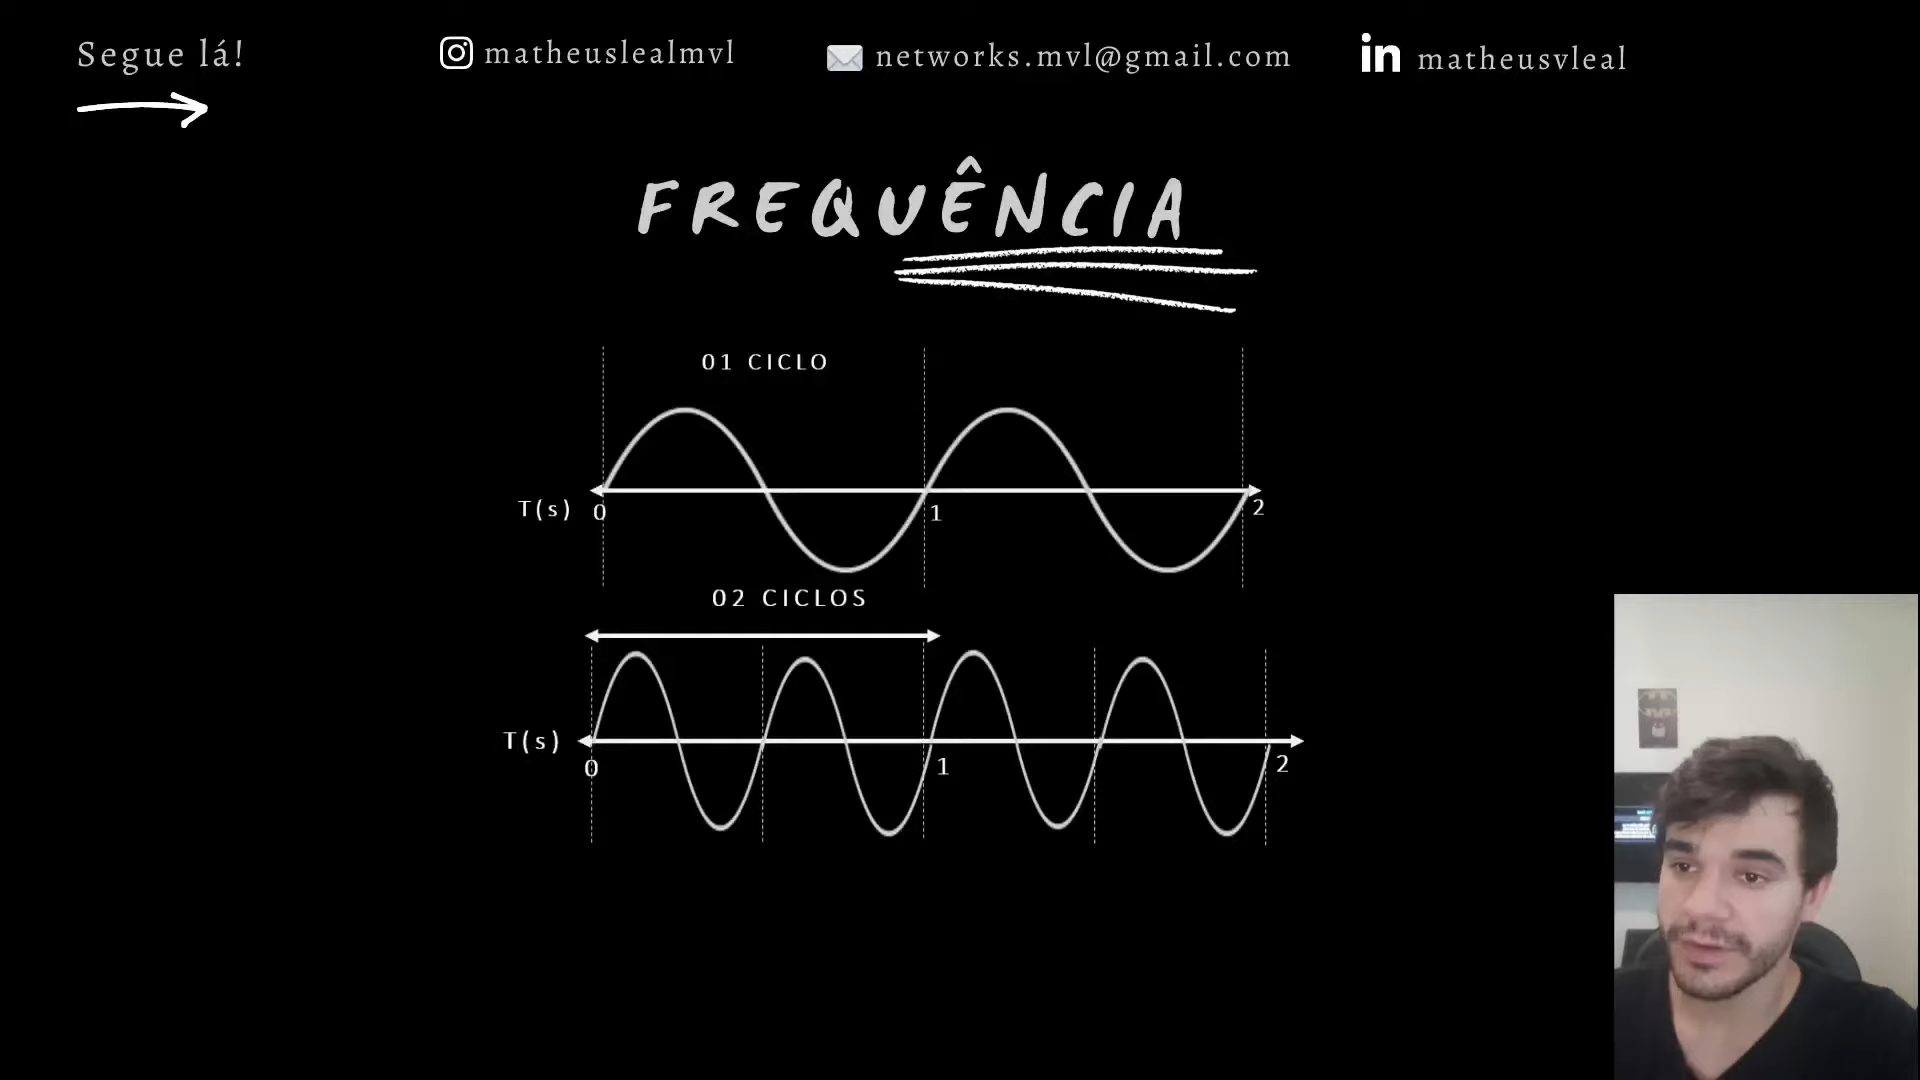 Segue lá!
matheuslealmvl
networks.mvl@gmail.com
in matheusvleal
FREQUÊNCIA
01 CICLO
T(s) 0 1 2
02 CICLOS
T(s) 0 1 2